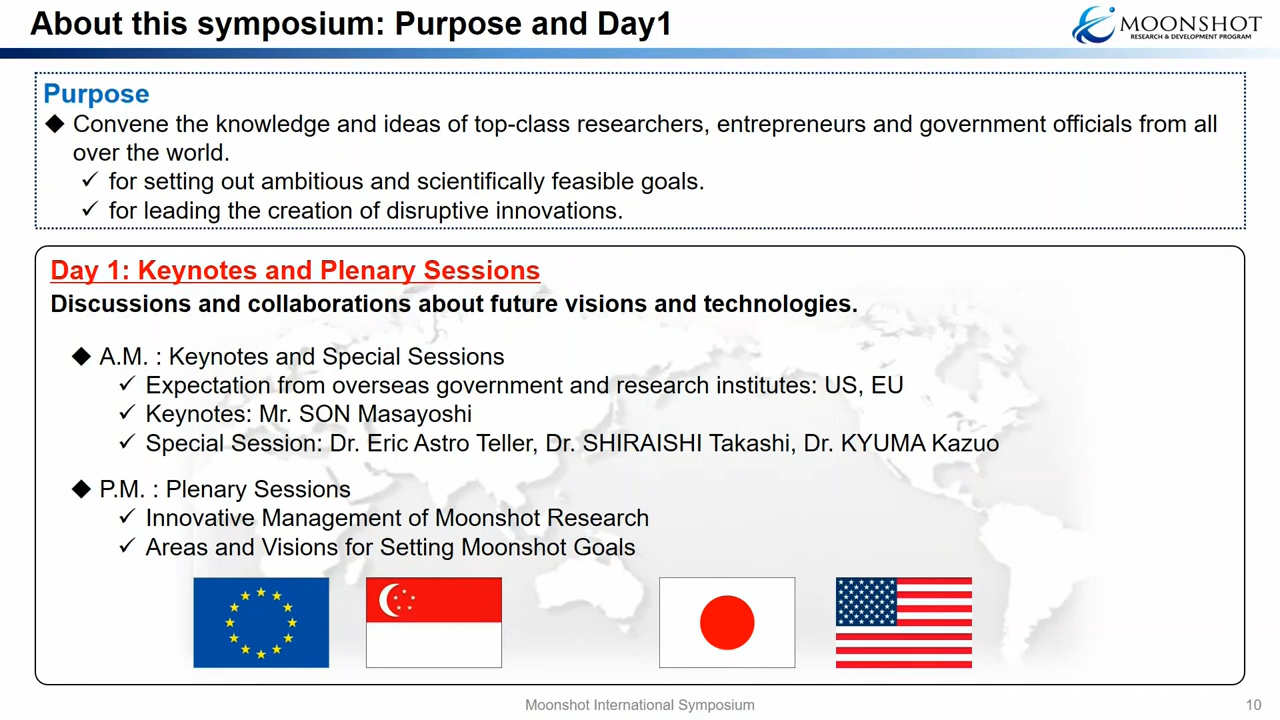 About this symposium: Purpose and Day1
MOONSHOT
RESEARCH & DEVELOPMENT PROGRAM
Purpose
◆ Convene the knowledge and ideas of top-class researchers, entrepreneurs and government officials from all
over the world.
✓ for setting out ambitious and scientifically feasible goals.
✓ for leading the creation of disruptive innovations.
Day 1: Keynotes and Plenary Sessions
Discussions and collaborations about future visions and technologies.
◆ A.M. : Keynotes and Special Sessions
✓ Expectation from overseas government and research institutes: US, EU
✓ Keynotes: Mr. SON Masayoshi
✓ Special Session: Dr. Eric Astro Teller, Dr. SHIRAISHI Takashi, Dr. KYUMA Kazuo
◆ P.M. : Plenary Sessions
✓ Innovative Management of Moonshot Research
✓ Areas and Visions for Setting Moonshot Goals
Moonshot International Symposium
10